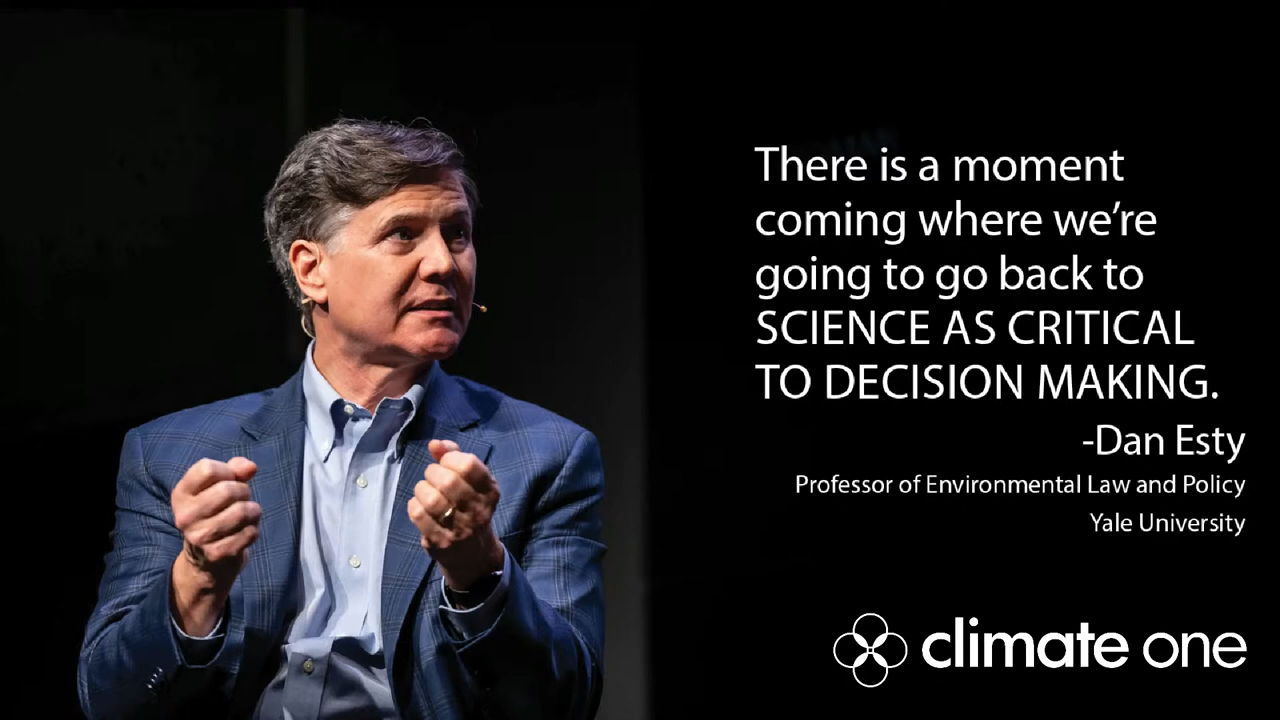 There is a moment
coming where we’re
going to go back to
SCIENCE AS CRITICAL
TO DECISION MAKING.
-Dan Esty
Professor of Environmental Law and Policy
Yale University
climate one